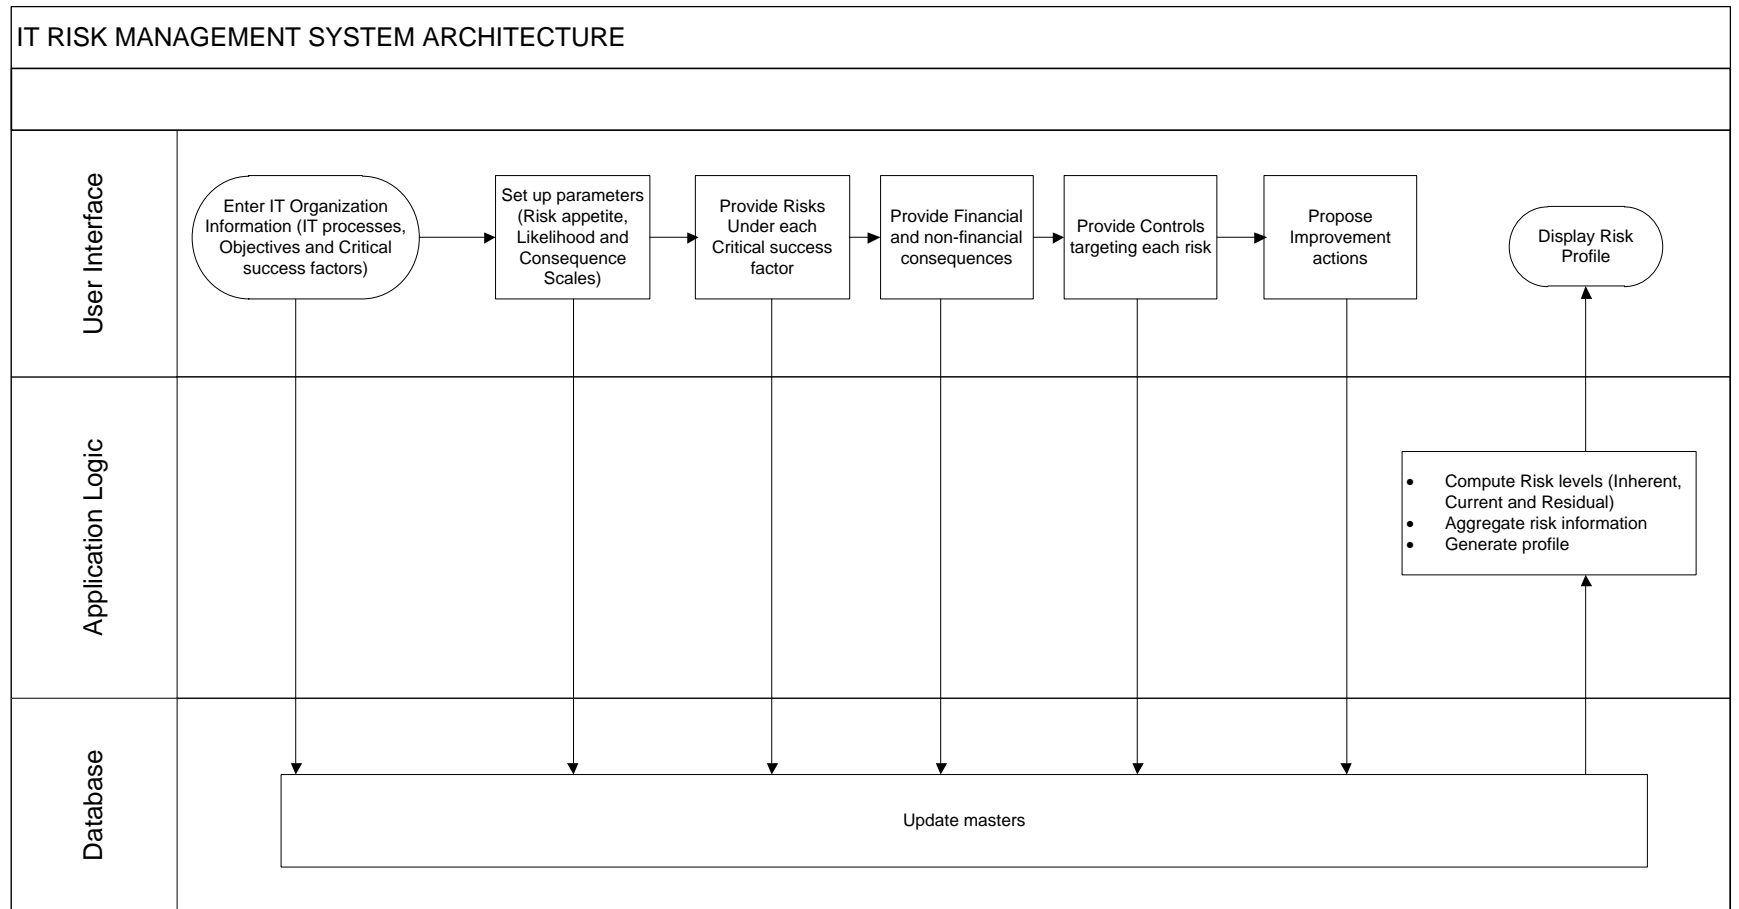 IT RISK MANAGEMENT SYSTEM ARCHITECTURE
User Interface
Enter IT Organization
Information (IT processes,
Objectives and Critical
success factors)
Set up parameters
(Risk appetite,
Likelihood and
Consequence
Scales)
Provide Risks
Under each
Critical success
factor
Provide Financial
and non-financial
consequences
Provide Controls
targeting each risk
Propose
Improvement
actions
Display Risk
Profile
Application Logic
• Compute Risk levels (Inherent,
Current and Residual)
• Aggregate risk information
• Generate profile
Database
Update masters